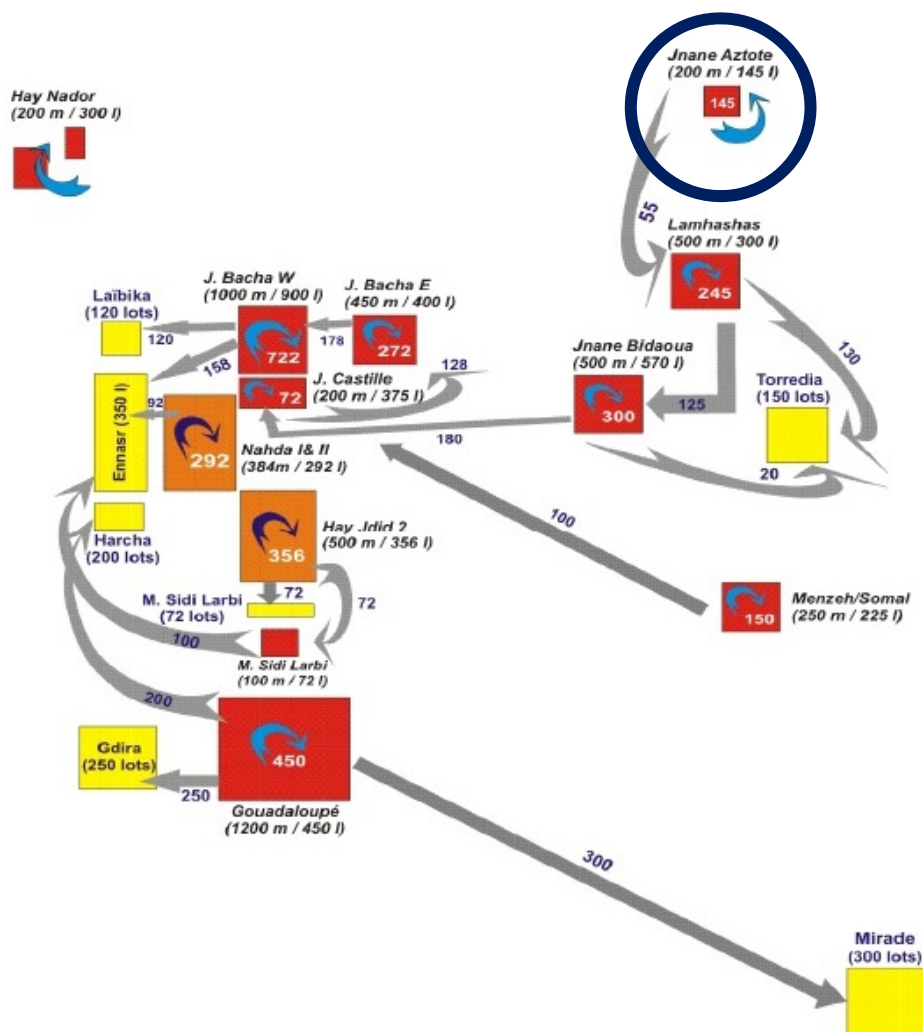 Jnane Aztote
(200 m / 145 l)
145
Hay Nador
(200 m / 300 l)
55
Lamhashas
(500 m / 300 l)
245
J. Bacha W
(1000 m / 900 l)
J. Bacha E
(450 m / 400 l)
Laïbika
(120 lots)
120
178
722
272
158
130
Jnane Bidaoua
(500 m / 570 l)
300
125
Torredia
(150 lots)
128
J. Castille
(200 m / 375 l)
72
Ennasr (350 l)
92
292
180
Nahda I & II
(384m / 292 l)
20
Harcha
(200 lots)
Hay Jdid 2
(500 m / 356 l)
356
100
72
M. Sidi Larbi
(72 lots)
72
Menzeh/Somal
(250 m / 225 l)
150
100
M. Sidi Larbi
(100 m / 72 l)
200
Gdira
(250 lots)
450
250
Gouadaloupé
(1200 m / 450 l)
300
Mirade
(300 lots)